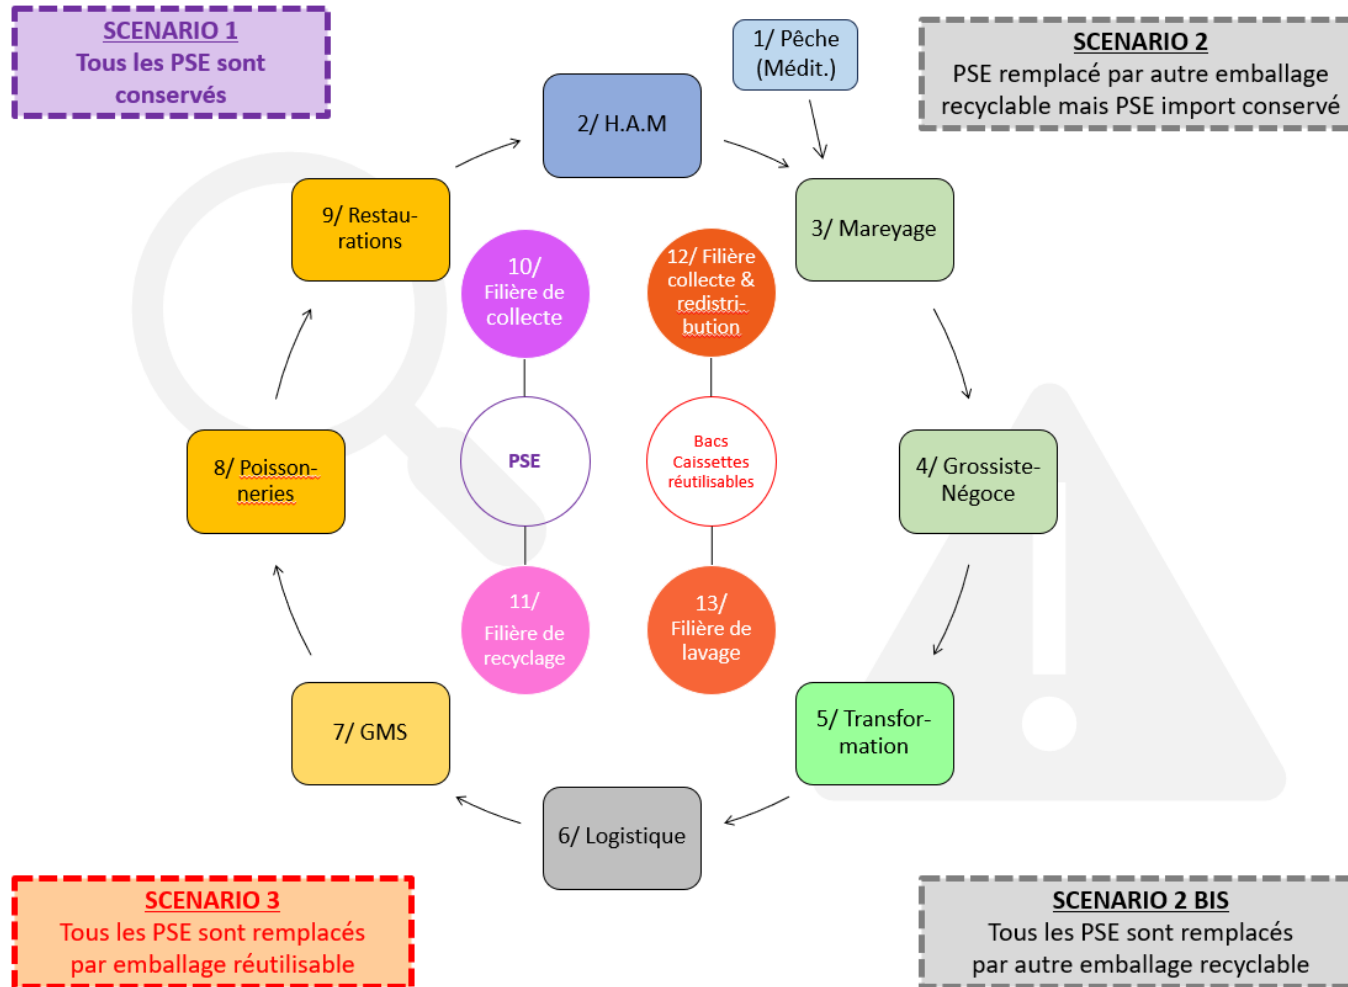 SCENARIO 1
Tous les PSE sont
conservés
1/ Pêche
(Médit.)
SCENARIO 2
PSE remplacé par autre emballage
recyclable mais PSE import conservé
2/ H.A.M
9/ Restau-
rations
3/ Mareyage
10/
Filière de
collecte
12/ Filière
collecte &
redistri-
bution
8/ Poisson-
neries
PSE
Bacs
Caissettes
réutilisables
4/ Grossiste-
Négoce
11/
Filière de
recyclage
13/
Filière de
lavage
7/ GMS
5/ Transfor-
mation
6/ Logistique
SCENARIO 3
Tous les PSE sont remplacés
par emballage réutilisable
SCENARIO 2 BIS
Tous les PSE sont remplacés
par autre emballage recyclable